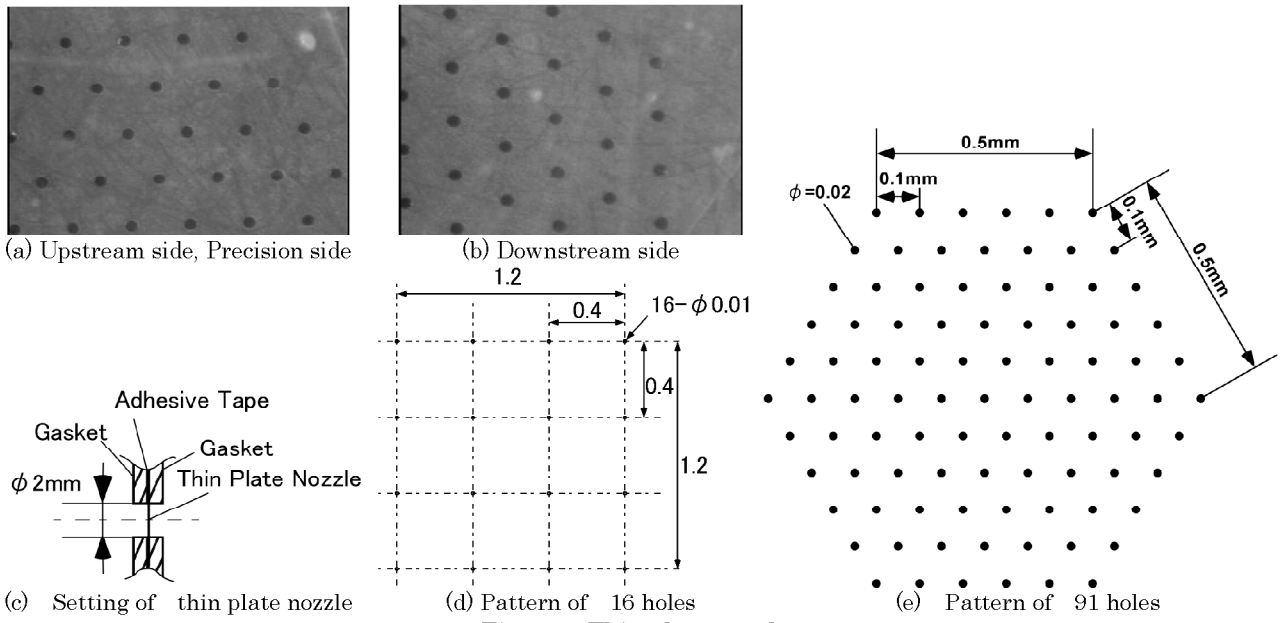 (a) Upstream side, Precision side
(b) Downstream side
Adhesive Tape
Gasket
Gasket
Thin Plate Nozzle
ϕ2mm
(c) Setting of thin plate nozzle
1.2
0.4
16-ϕ0.01
0.4
1.2
(d) Pattern of 16 holes
0.5mm
0.1mm
ϕ=0.02
0.1mm
0.5mm
(e) Pattern of 91 holes